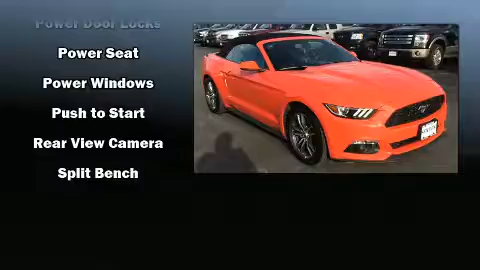 Power Door Locks
Power Seat
Power Windows
Push to Start
Rear View Camera
Split Bench